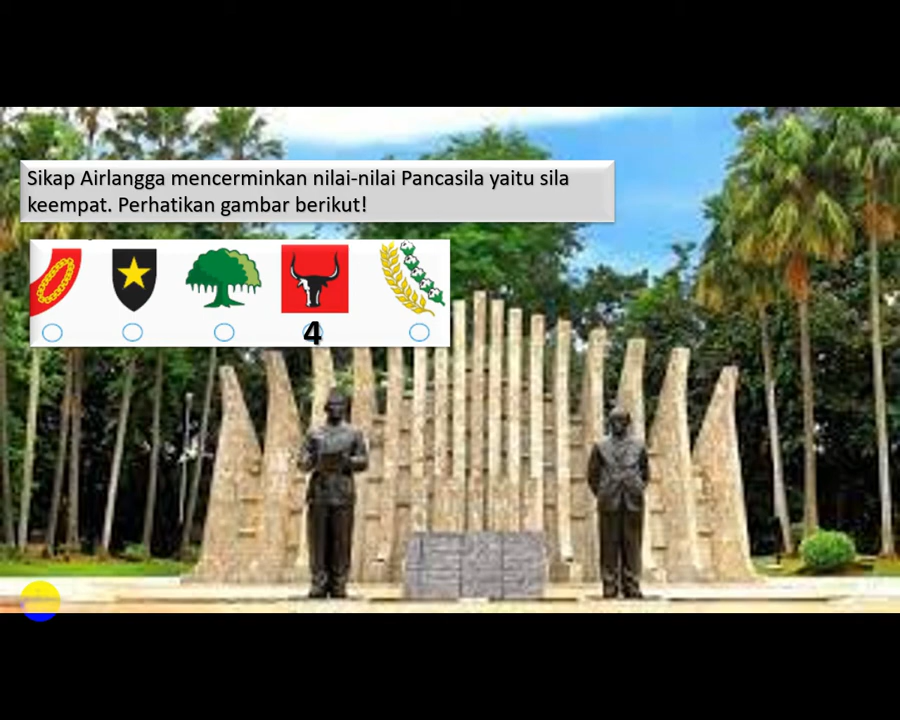 Sikap Airlangga mencerminkan nilai-nilai Pancasila yaitu sila
keempat. Perhatikan gambar berikut!
4